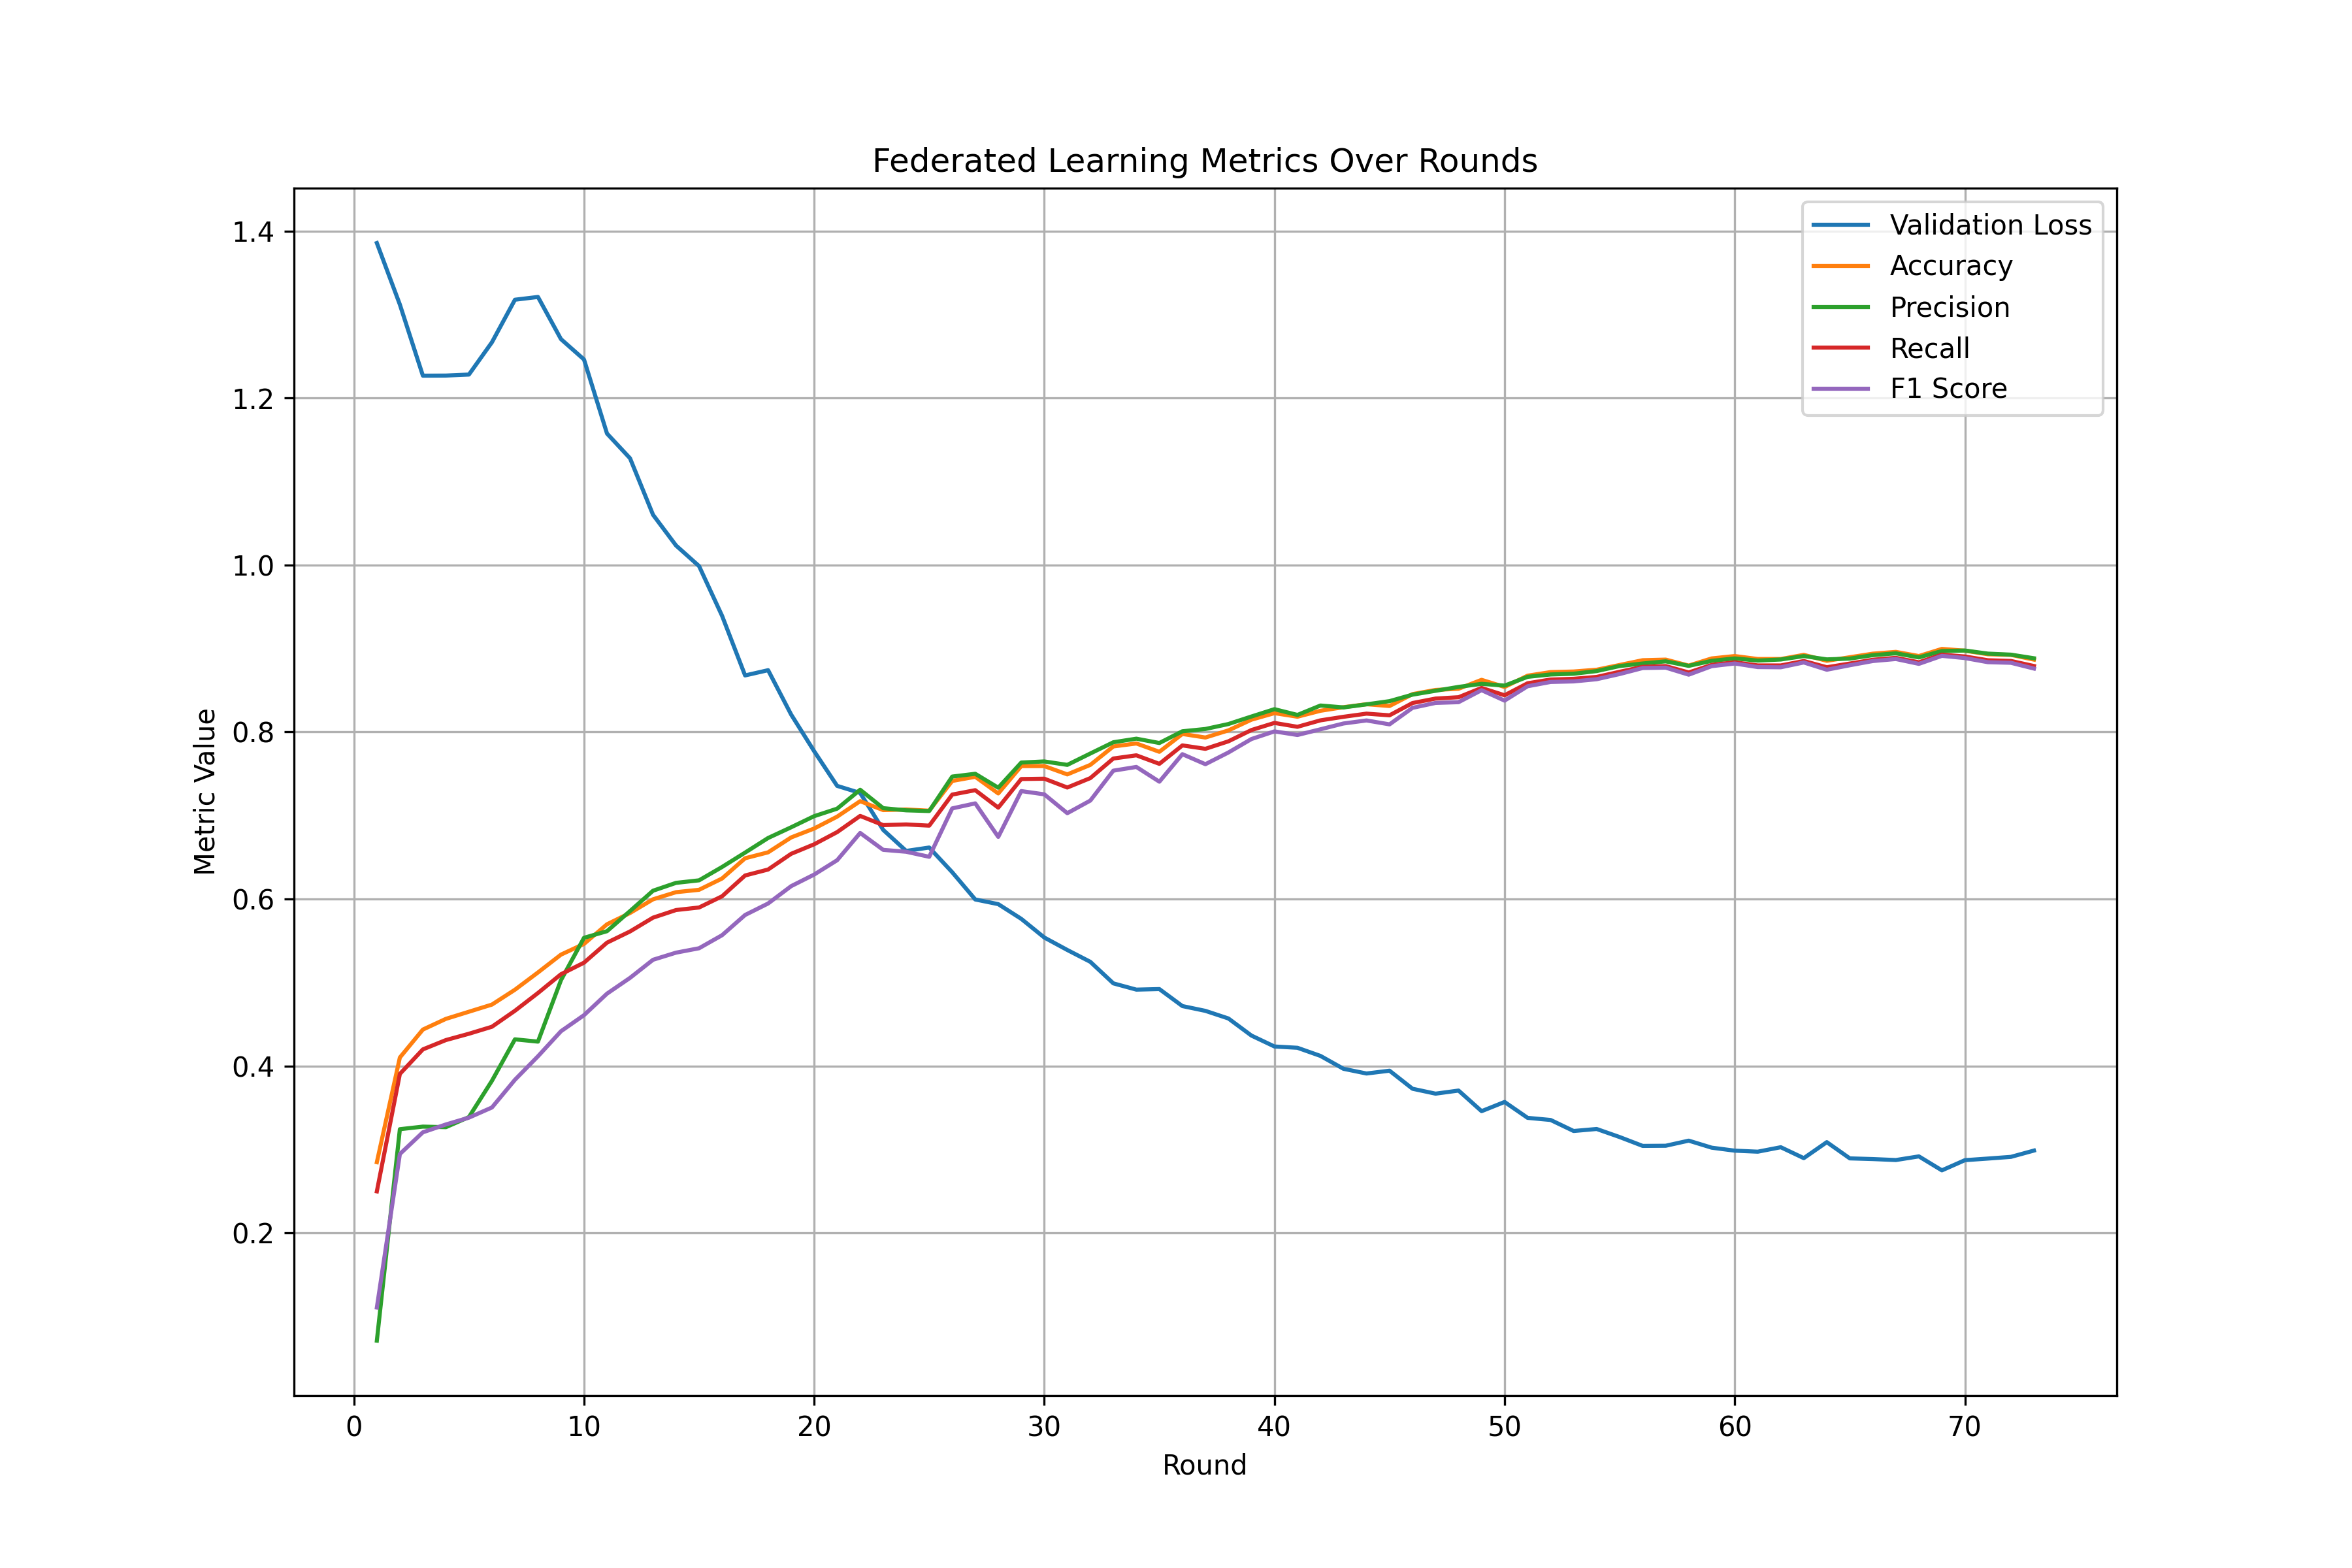 Federated Learning Metrics Over Rounds
1.4
1.2
1.0
0.8
0.6
0.4
0.2
Metric Value
0 10 20 30 40 50 60 70
Round
Validation Loss
Accuracy
Precision
Recall
F1 Score